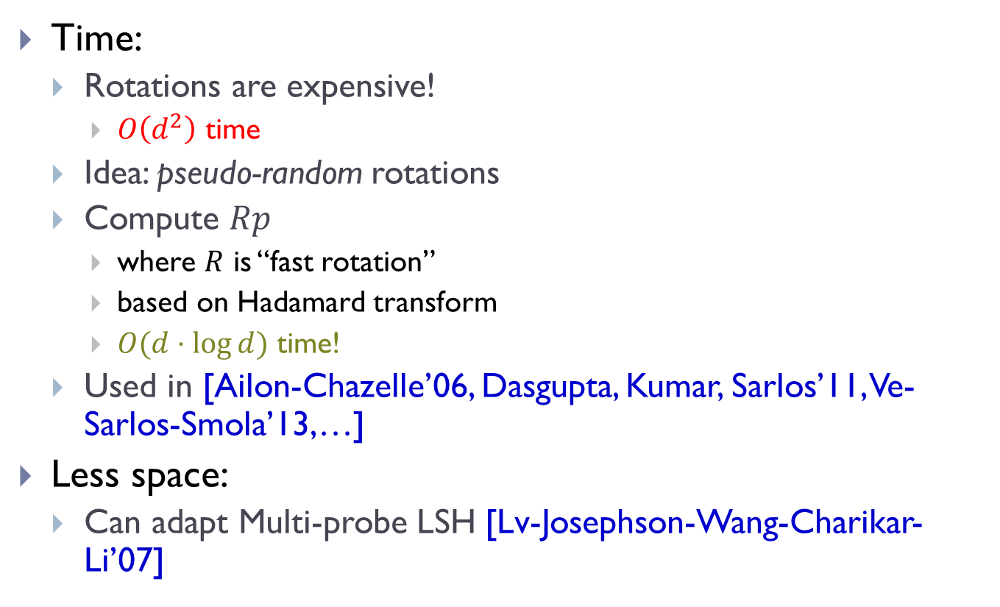 Time:
Rotations are expensive!
O(d²) time
Idea: pseudo-random rotations
Compute Rp
where R is “fast rotation”
based on Hadamard transform
O(d · log d) time!
Used in [Ailon-Chazelle’06, Dasgupta, Kumar, Sarlos’11, Ve-
Sarlos-Smola’13,…]
Less space:
Can adapt Multi-probe LSH [Lv-Josephson-Wang-Charikar-
Li’07]